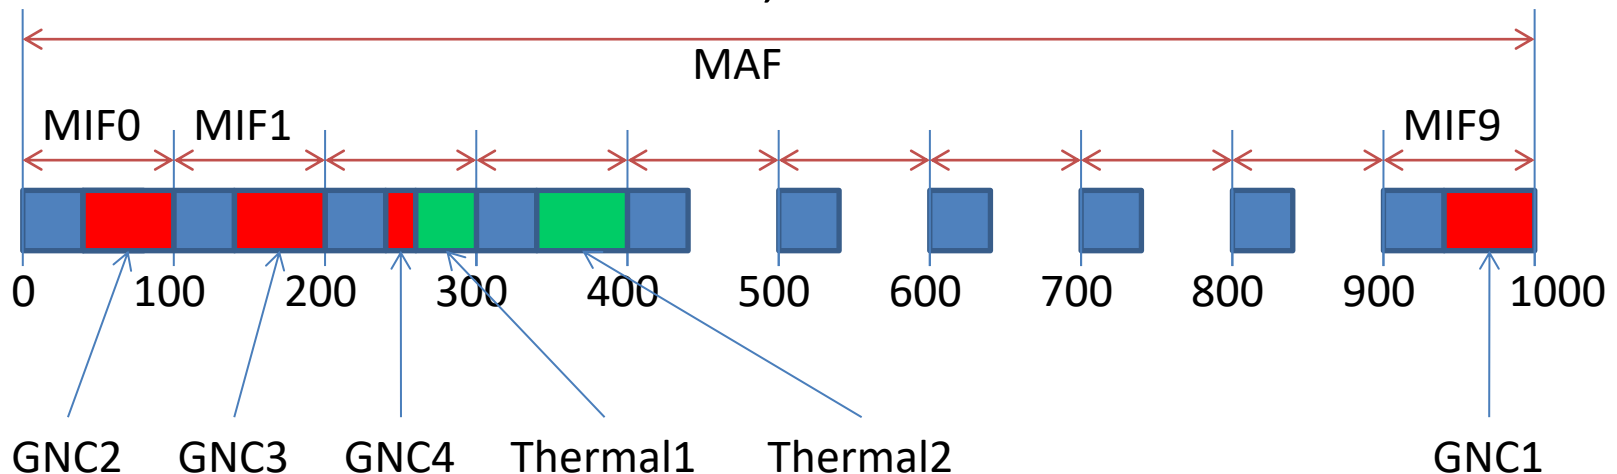 MAF
MIF0 MIF1 MIF9
0 100 200 300 400 500 600 700 800 900 1000
GNC2 GNC3 GNC4 Thermal1 Thermal2 GNC1